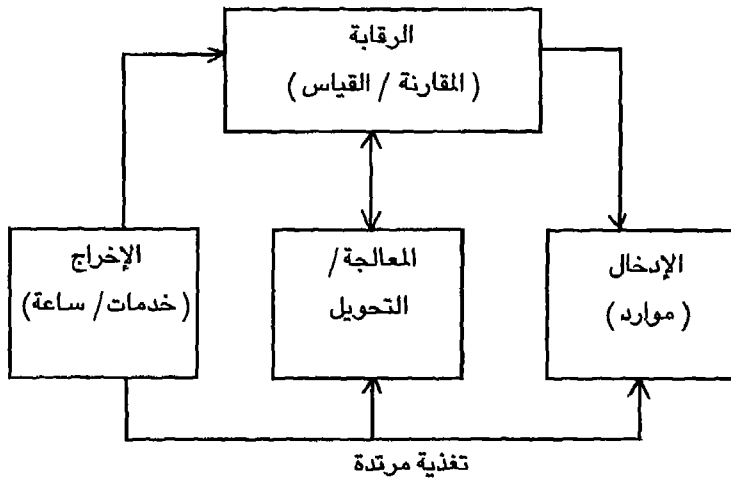 الرقابة
(المقارنة / القياس)
الإدخال
(موارد)
المعالجة/
التحويل
الإخراج
(خدمات/ ساعة)
تغذية مرتدة